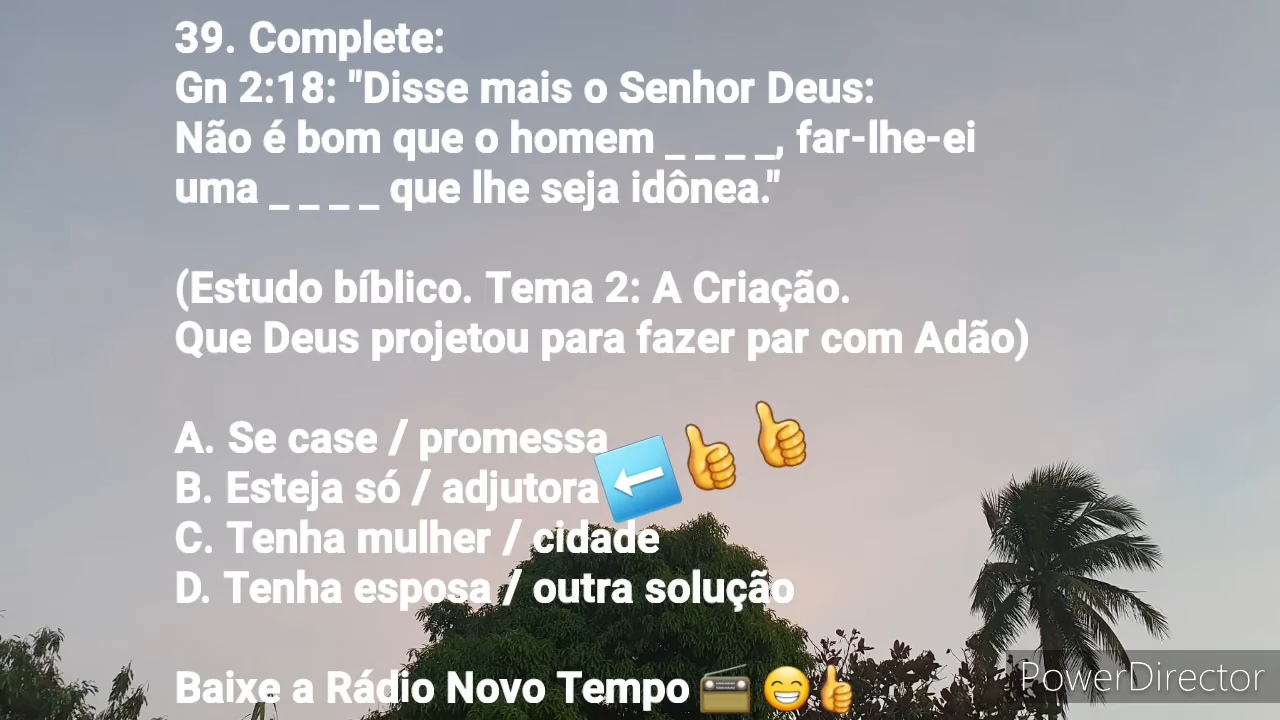 39. Complete:
Gn 2:18: "Disse mais o Senhor Deus:
Não é bom que o homem _ _ _ _, far-lhe-ei
uma _ _ _ _ que lhe seja idônea."
(Estudo bíblico. Tema 2: A Criação.
Que Deus projetou para fazer par com Adão)
A. Se case / promessa
B. Esteja só / adjutora
C. Tenha mulher / cidade
D. Tenha esposa / outra solução
Baixe a Rádio Novo Tempo
PowerDirector